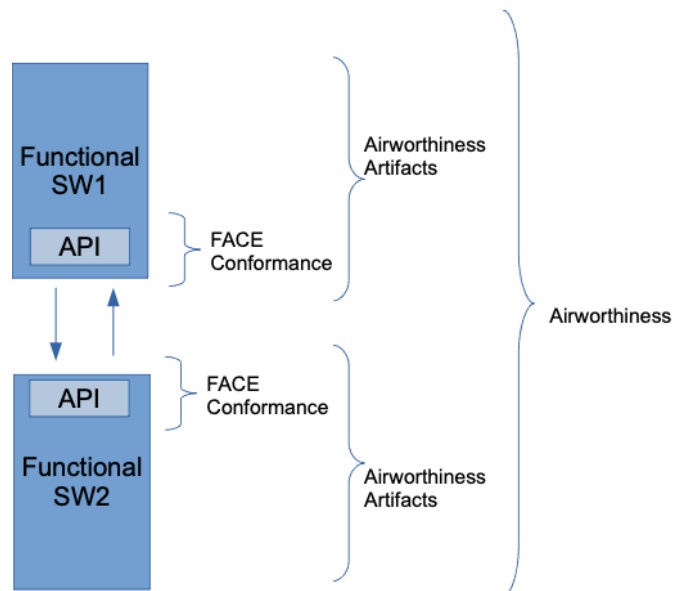 Functional
SW1
API
FACE
Conformance
Airworthiness
Artifacts
Airworthiness
API
Functional
SW2
FACE
Conformance
Airworthiness
Artifacts